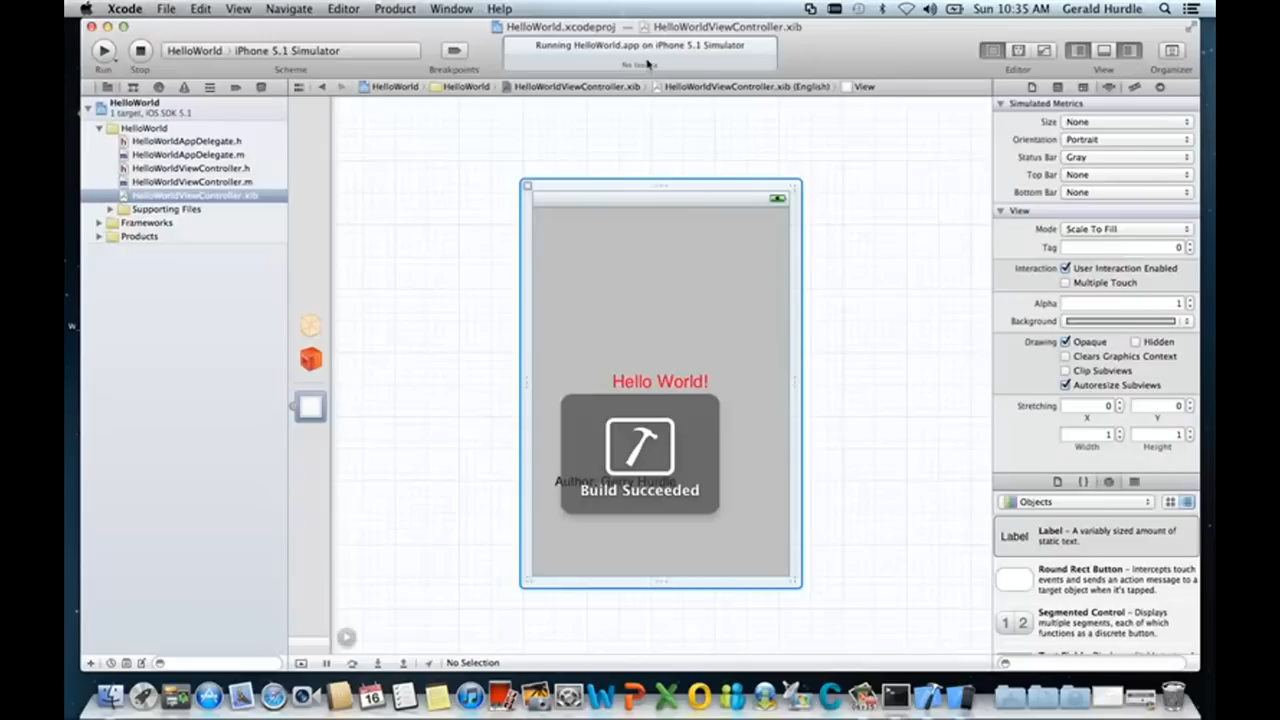 Xcode File Edit View Navigate Editor Product Window Help Sun 10:35 AM Gerald Hurdle
HelloWorld.xcodeproj — HelloWorldViewController.xib
HelloWorld iPhone 5.1 Simulator
Running HelloWorld.app on iPhone 5.1 Simulator
Run Stop Scheme Breakpoints Editor View Organizer
HelloWorld HelloWorld HelloWorldViewController.xib HelloWorldViewController.xib (English) View
HelloWorld
1 target, iOS SDK 5.1
HelloWorld
HelloWorldAppDelegate.h
HelloWorldAppDelegate.m
HelloWorldViewController.h
HelloWorldViewController.m
HelloWorldViewController.xib
Supporting Files
Frameworks
Products
Hello World!
Author: Gerry Hurdle
Build Succeeded
No Selection
Simulated Metrics
Size None
Orientation Portrait
Status Bar Gray
Top Bar None
Bottom Bar None
View
Mode Scale To Fill
Tag 0
Interaction User Interaction Enabled
Multiple Touch
Alpha 1
Background
Drawing Opaque Hidden
Clears Graphics Context
Clip Subviews
Autoresize Subviews
Stretching 0 0
X Y
1 1
Width Height
Objects
Label Label – A variably sized amount of
static text.
Round Rect Button – Intercepts touch
events and sends an action message to a
target object when it's tapped.
1 2 Segmented Control – Displays
multiple segments, each of which
functions as a discrete button.
16